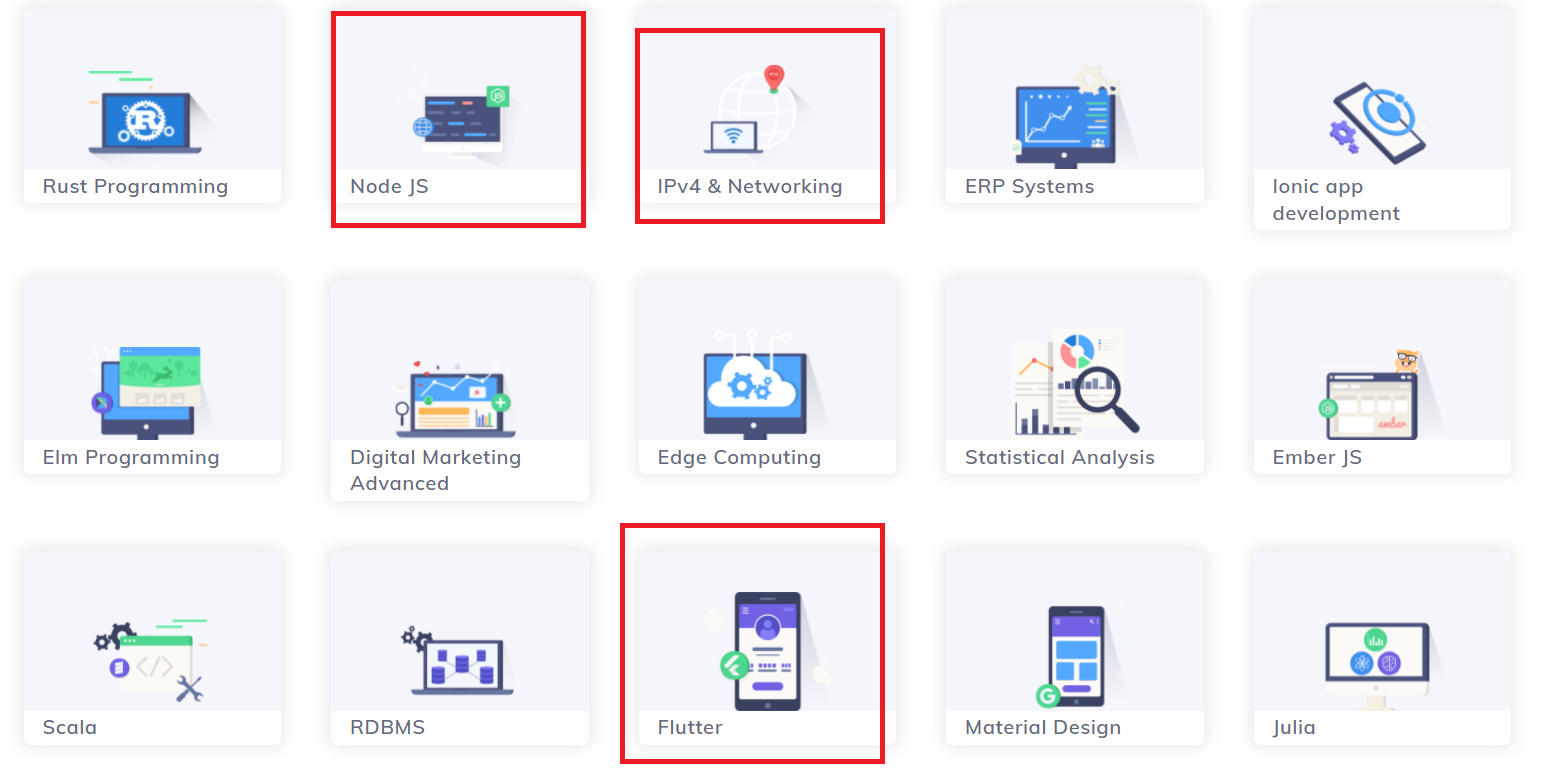 Rust Programming
Node JS
IPv4 & Networking
ERP Systems
Ionic app
development
Elm Programming
Digital Marketing
Advanced
Edge Computing
Statistical Analysis
ember
Ember JS
Scala
RDBMS
Flutter
Material Design
Julia